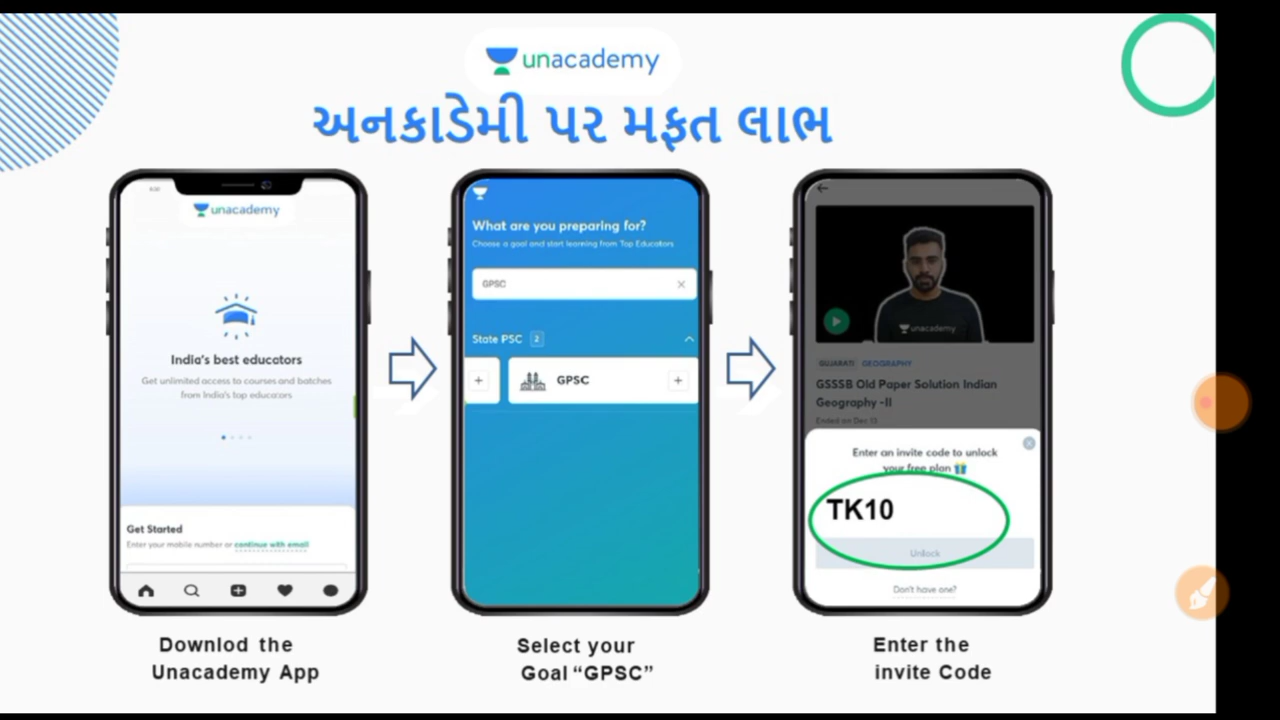 unacademy
અનકાડેમી પર મફત લાભ
unacademy
India's best educators
Get unlimited access to courses and batches
from India's top educators
Get Started
Enter your mobile number or continue with email
Downlod the
Unacademy App
What are you preparing for?
Choose a goal and start learning from Top Educators
GPSC
State PSC 2
GPSC
Select your
Goal “GPSC”
unacademy
GUJARATI GEOGRAPHY
GSSSB Old Paper Solution Indian
Geography -II
Ended on Dec 13
Enter an invite code to unlock
your free plan
TK10
Unlock
Don't have one?
Enter the
invite Code